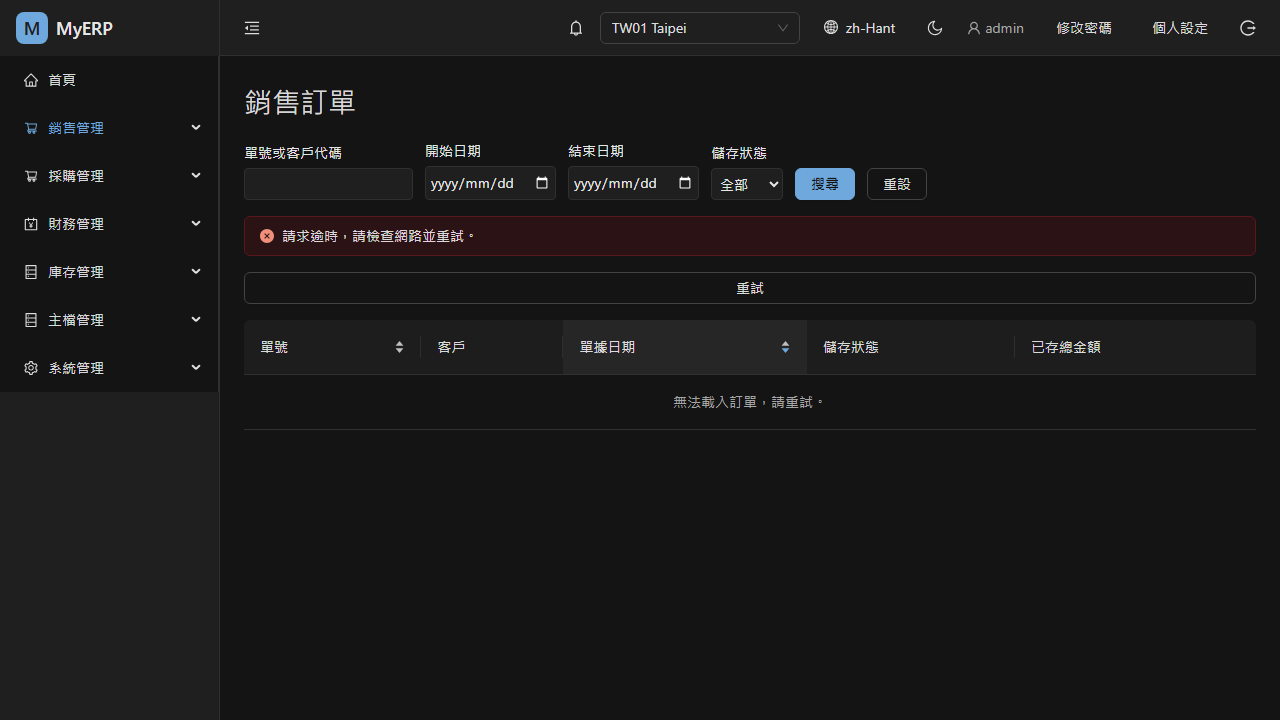 M MyERP
TW01 Taipei
zh-Hant
admin
修改密碼
個人設定
首頁
銷售管理
採購管理
財務管理
庫存管理
主檔管理
系統管理
銷售訂單
單號或客戶代碼
開始日期
yyyy/mm/dd
結束日期
yyyy/mm/dd
儲存狀態
全部
搜尋
重設
請求逾時，請檢查網路並重試。
重試
單號 客戶 單據日期 儲存狀態 已存總金額
無法載入訂單，請重試。